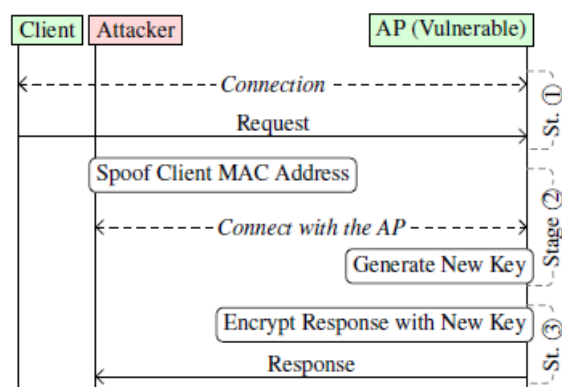 Client
Attacker
AP (Vulnerable)
Connection
St. ①
Request
Spoof Client MAC Address
Connect with the AP
Stage ②
Generate New Key
Encrypt Response with New Key
St. ③
Response